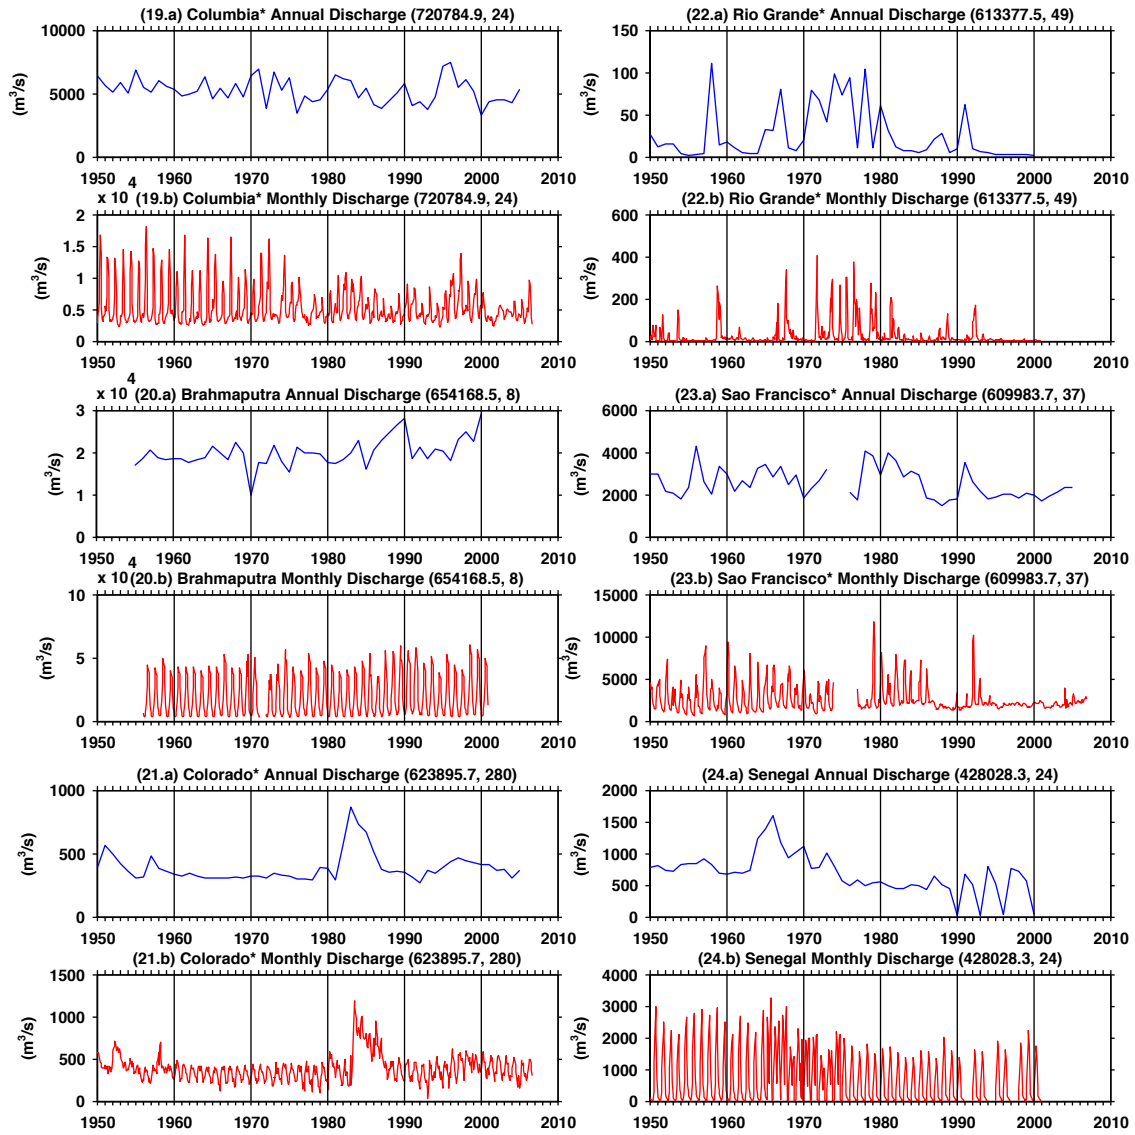 (19.a) Columbia* Annual Discharge (720784.9, 24)
10000
5000
0
(m³/s)
1950 1960 1970 1980 1990 2000 2010
x 10 4
(19.b) Columbia* Monthly Discharge (720784.9, 24)
2
1.5
1
0.5
0
(m³/s)
1950 1960 1970 1980 1990 2000 2010
x 10 4
(20.a) Brahmaputra Annual Discharge (654168.5, 8)
3
2
1
0
(m³/s)
1950 1960 1970 1980 1990 2000 2010
x 10 4
(20.b) Brahmaputra Monthly Discharge (654168.5, 8)
10
5
0
(m³/s)
1950 1960 1970 1980 1990 2000 2010
(21.a) Colorado* Annual Discharge (623895.7, 280)
1000
500
0
(m³/s)
1950 1960 1970 1980 1990 2000 2010
(21.b) Colorado* Monthly Discharge (623895.7, 280)
1500
1000
500
0
(m³/s)
1950 1960 1970 1980 1990 2000 2010
(22.a) Rio Grande* Annual Discharge (613377.5, 49)
150
100
50
0
(m³/s)
1950 1960 1970 1980 1990 2000 2010
(22.b) Rio Grande* Monthly Discharge (613377.5, 49)
600
400
200
0
(m³/s)
1950 1960 1970 1980 1990 2000 2010
(23.a) Sao Francisco* Annual Discharge (609983.7, 37)
6000
4000
2000
0
(m³/s)
1950 1960 1970 1980 1990 2000 2010
(23.b) Sao Francisco* Monthly Discharge (609983.7, 37)
15000
10000
5000
0
(m³/s)
1950 1960 1970 1980 1990 2000 2010
(24.a) Senegal Annual Discharge (428028.3, 24)
2000
1500
1000
500
0
(m³/s)
1950 1960 1970 1980 1990 2000 2010
(24.b) Senegal Monthly Discharge (428028.3, 24)
4000
3000
2000
1000
0
(m³/s)
1950 1960 1970 1980 1990 2000 2010